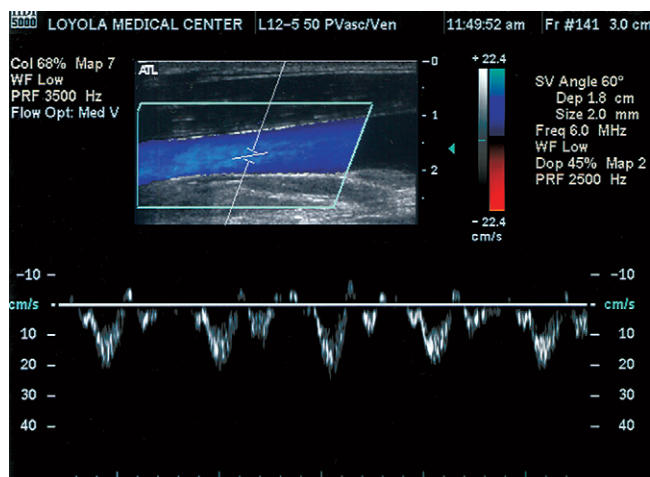 HDI 5000 LOYOLA MEDICAL CENTER L12-5 50 PVasc/Ven 11:49:52 am Fr #141 3.0 cm
Col 68% Map 7
WF Low
PRF 3500 Hz
Flow Opt: Med V
ATL
0
1
2
+ 22.4
- 22.4
cm/s
SV Angle 60°
Dep 1.8 cm
Size 2.0 mm
Freq 6.0 MHz
WF Low
Dop 45% Map 2
PRF 2500 Hz
-10 -10
cm/s cm/s
10 10
20 20
30 30
40 40